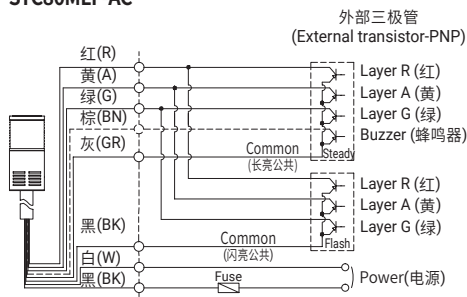 STC80MLF-AC
外部三极管
(External transistor-PNP)
红(R)
黄(A)
绿(G)
棕(BN)
灰(GR)
Common
(长亮公共)
Steady
Layer R (红)
Layer A (黄)
Layer G (绿)
Buzzer (蜂鸣器)
Layer R (红)
Layer A (黄)
Layer G (绿)
黑(BK)
Common
(闪亮公共)
Flash
白(W)
黑(BK)
Fuse
Power(电源)